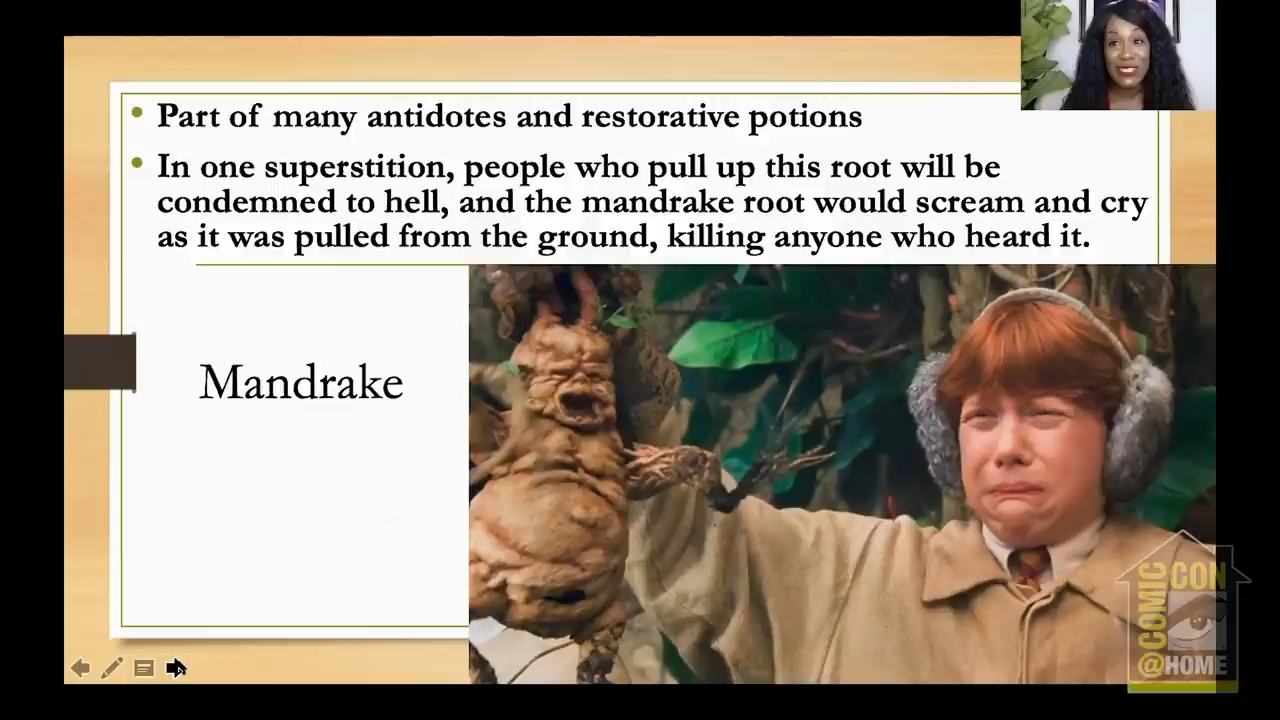 • Part of many antidotes and restorative potions
• In one superstition, people who pull up this root will be
condemned to hell, and the mandrake root would scream and cry
as it was pulled from the ground, killing anyone who heard it.
Mandrake
COMIC
CON
@HOME